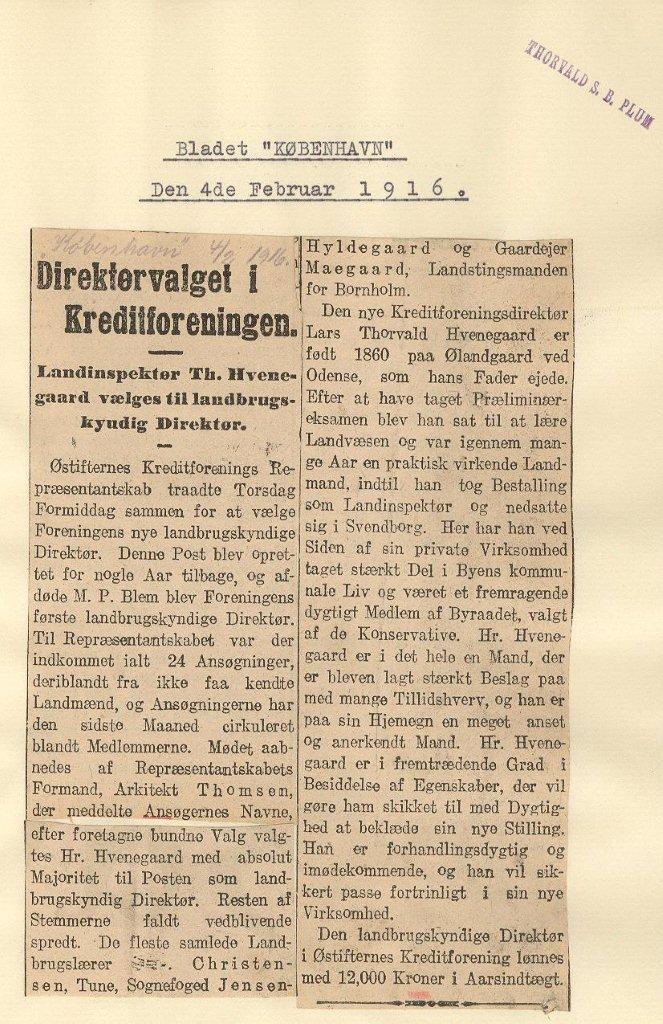 THORVALD S. B. PLUM
Bladet "KØBENHAVN"
Den 4de Februar 1916.
"København" 4/2 1916.
Direktørvalget i
Kreditforeningen.
Landinspektør Th. Hvene-
gaard vælges til landbrugs-
kyndig Direktør.
Østifternes Kreditforenings Re-
præsentantskab traadte Torsdag
Formiddag sammen for at vælge
Foreningens nye landbrugskyndige
Direktør. Denne Post blev opret-
tet for nogle Aar tilbage, og af-
døde M. P. Blem blev Foreningens
første landbrugskyndige Direktør.
Til Repræsentantskabet var der
indkommet ialt 24 Ansøgninger,
deriblandt fra ikke faa kendte
Landmænd, og Ansøgningerne har
den sidste Maaned cirkuleret
blandt Medlemmerne. Mødet aab-
nedes af Repræsentantskabets
Formand, Arkitekt Thomsen,
der meddelte Ansøgernes Navne,
efter foretagne bundne Valg valg-
tes Hr. Hvenegaard med absolut
Majoritet til Posten som land-
brugskyndig Direktør. Resten af
Stemmerne faldt vedblivende
spredt. De fleste samlede Land-
brugslærer Christen-
sen, Tune, Sognefoged Jensen-
Hyldegaard og Gaardejer
Maegaard, Landstingsmanden
for Bornholm.
Den nye Kreditforeningsdirektør
Lars Thorvald Hvenegaard er
født 1860 paa Ølandgaard ved
Odense, som hans Fader ejede.
Efter at have taget Præliminær-
eksamen blev han sat til at lære
Landvæsen og var igennem man-
ge Aar en praktisk virkende Land-
mand, indtil han tog Bestalling
som Landinspektør og nedsatte
sig i Svendborg. Her har han ved
Siden af sin private Virksomhed
taget stærkt Del i Byens kommu-
nale Liv og været et fremragende
dygtigt Medlem af Byraadet, valgt
af de Konservative. Hr. Hvene-
gaard er i det hele en Mand, der
er bleven lagt stærkt Beslag paa
med mange Tillidshverv, og han er
paa sin Hjemegn en meget anset
og anerkendt Mand. Hr. Hvene-
gaard er i fremtrædende Grad i
Besiddelse af Egenskaber, der vil
gøre ham skikket til med Dygtig-
hed at beklæde sin nye Stilling.
Han er forhandlingsdygtig og
imødekommende, og han vil sik-
kert passe fortrinligt i sin nye
Virksomhed.
Den landbrugskyndige Direktør
i Østifternes Kreditforening lønnes
med 12,000 Kroner i Aarsindtægt.